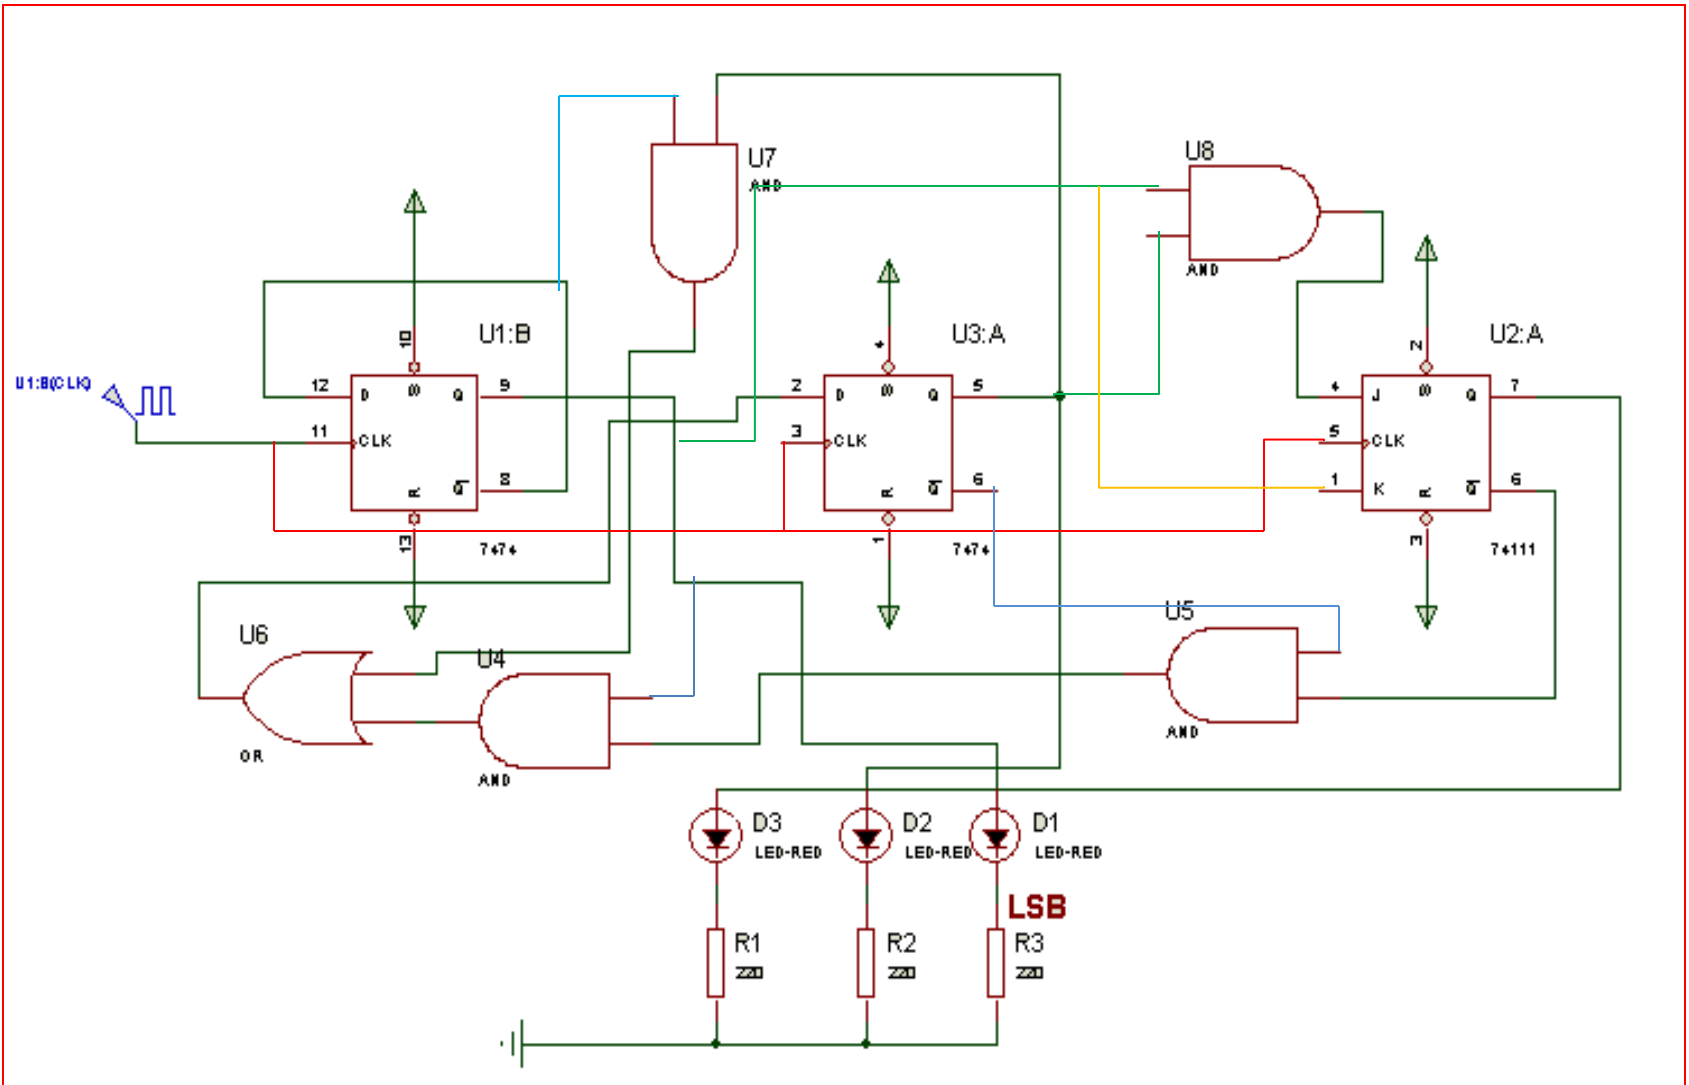 U7
AND
U8
AND
U1:B(CLK)
U1:B
10
S
12
D
Q
9
11
CLK
8
Q
R
13
7474
U3:A
4
S
2
D
Q
5
3
CLK
6
Q
R
1
7474
U2:A
2
S
4
J
Q
7
5
CLK
1
K
Q
6
R
3
74111
U6
OR
U4
AND
U5
AND
D3
LED-RED
D2
LED-RED
D1
LED-RED
LSB
R1
220
R2
220
R3
220